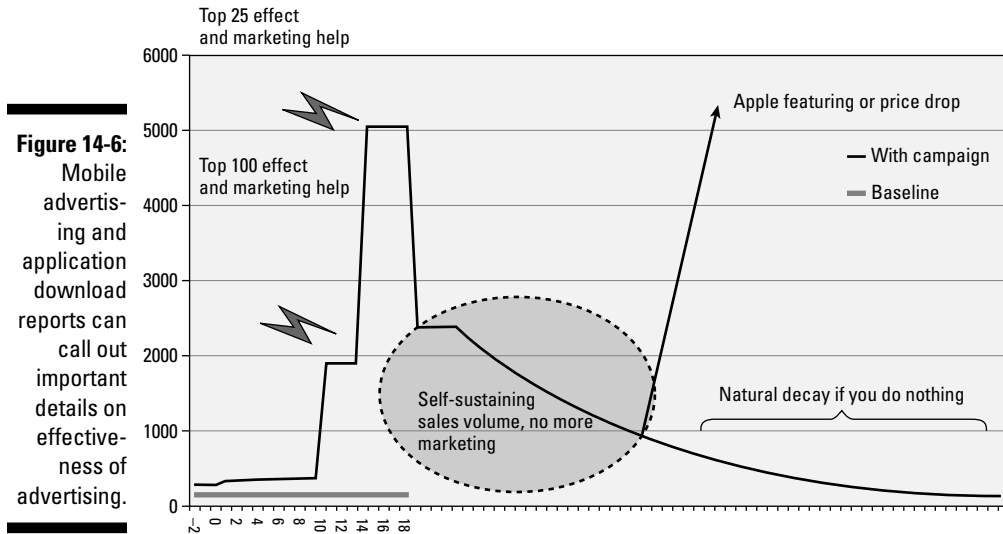 Top 25 effect
and marketing help
6000
5000
4000
3000
2000
1000
0
Top 100 effect
and marketing help
Apple featuring or price drop
With campaign
Baseline
Self-sustaining
sales volume, no more
marketing
Natural decay if you do nothing
–2
0
2
4
6
8
10
12
14
16
18
Figure 14-6:
Mobile
advertis-
ing and
application
download
reports can
call out
important
details on
effective-
ness of
advertising.